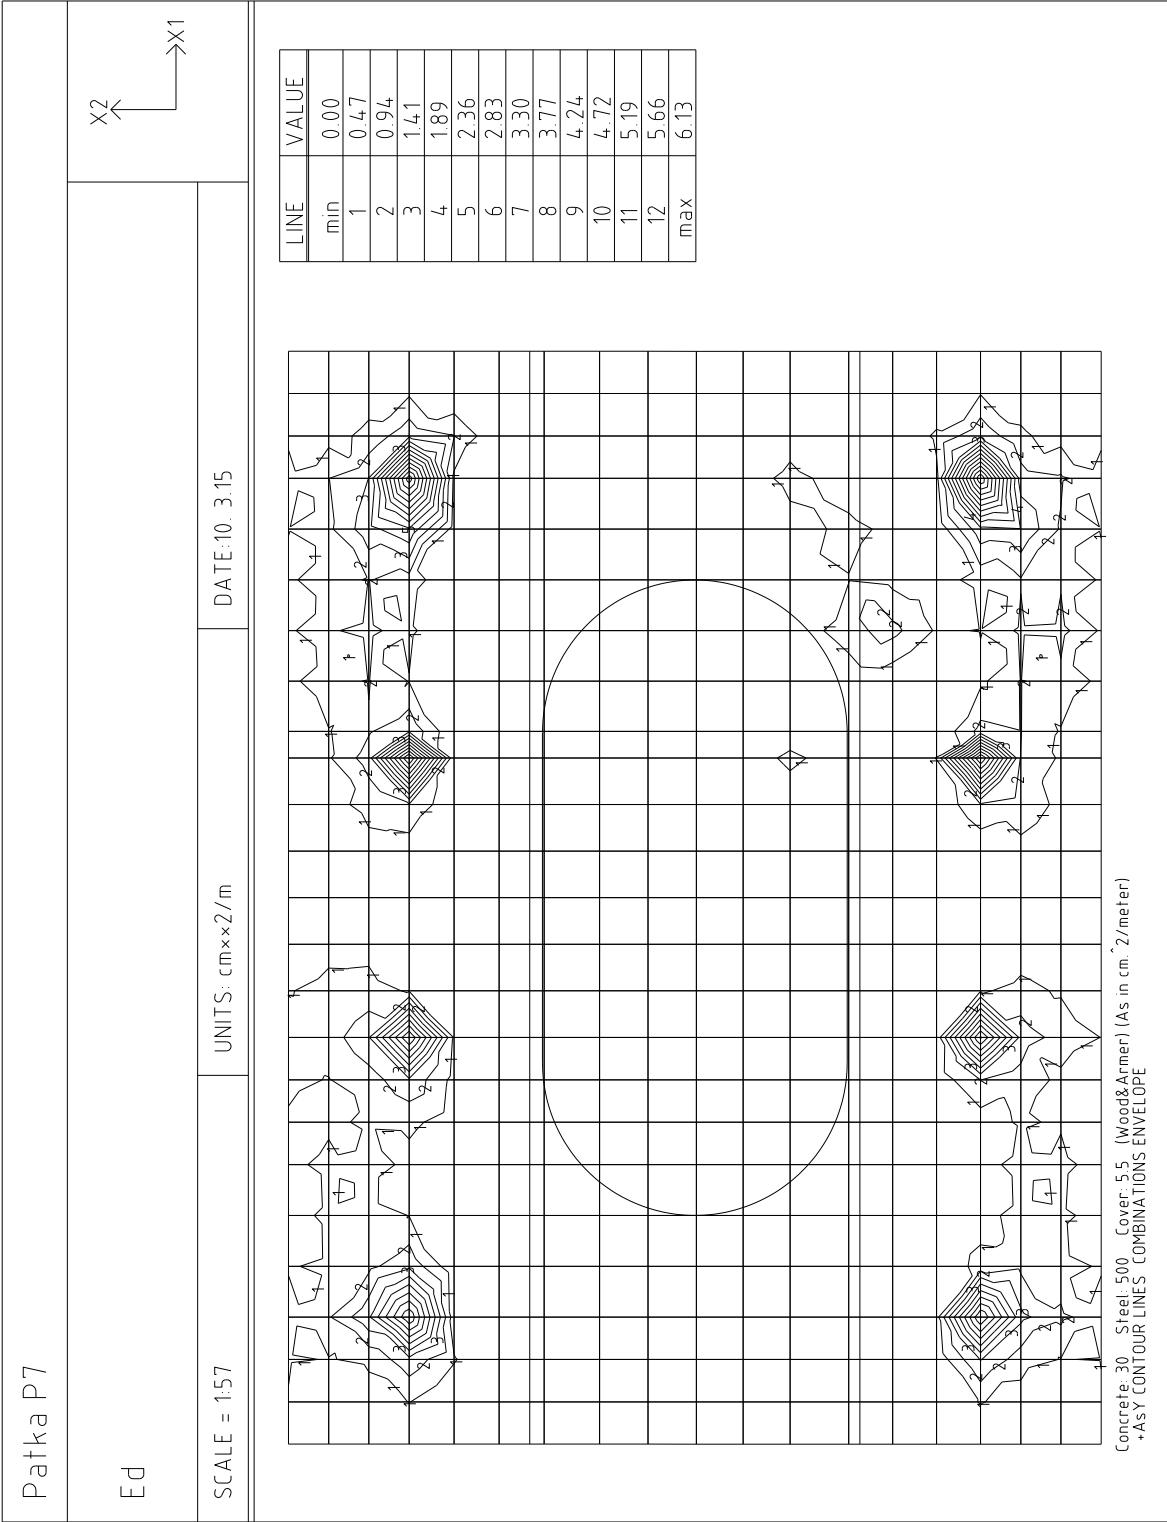 Patka P7
Ed
X2
X1
SCALE = 1:57
UNITS: cm××2/m
DATE:10. 3.15
LINE VALUE
min 0.00
1 0.47
2 0.94
3 1.41
4 1.89
5 2.36
6 2.83
7 3.30
8 3.77
9 4.24
10 4.72
11 5.19
12 5.66
max 6.13
Concrete: 30 Steel: 500 Cover: 5.5 (Wood&Armer) (As in cm.^2/meter)
+AsY CONTOUR LINES COMBINATIONS ENVELOPE